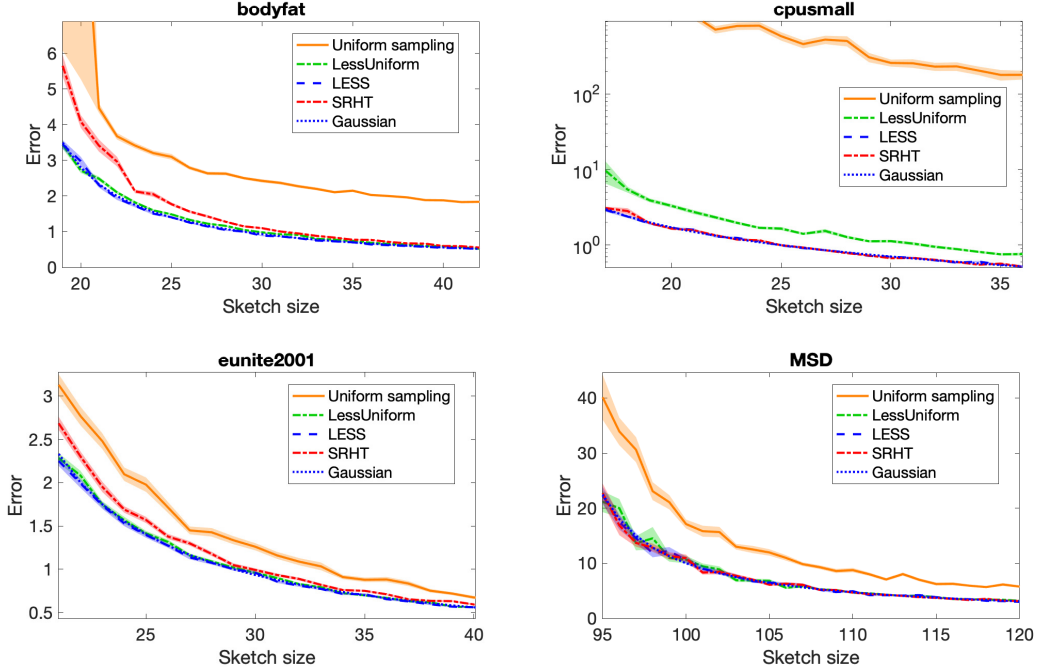 bodyfat
Error
6
5
4
3
2
1
0
20
25
30
35
40
Sketch size
Uniform sampling
LessUniform
LESS
SRHT
Gaussian
cpusmall
Error
10^2
10^1
10^0
20
25
30
35
Sketch size
Uniform sampling
LessUniform
LESS
SRHT
Gaussian
eunite2001
Error
3
2.5
2
1.5
1
0.5
25
30
35
40
Sketch size
Uniform sampling
LessUniform
LESS
SRHT
Gaussian
MSD
Error
40
30
20
10
0
95
100
105
110
115
120
Sketch size
Uniform sampling
LessUniform
LESS
SRHT
Gaussian